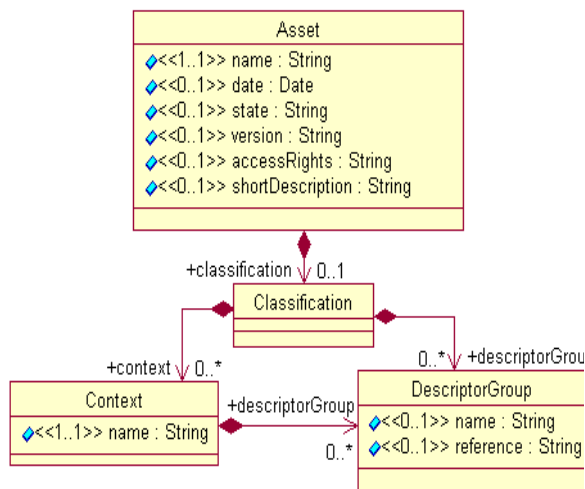 Asset
<<1..1>> name : String
<<0..1>> date : Date
<<0..1>> state : String
<<0..1>> version : String
<<0..1>> accessRights : String
<<0..1>> shortDescription : String
+classification 0..1
Classification
+context 0..*
0..* +descriptorGrou
Context
<<1..1>> name : String
+descriptorGroup
0..*
DescriptorGroup
<<0..1>> name : String
<<0..1>> reference : String